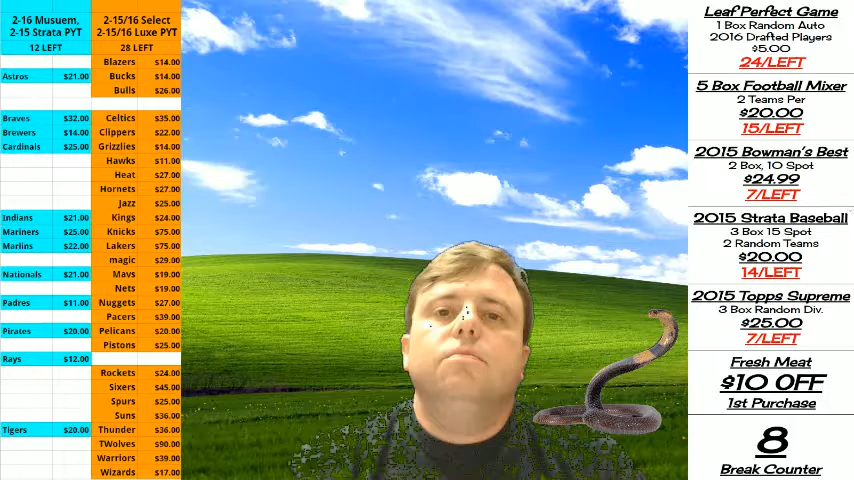 2-16 Musuem,
2-15 Strata PYT
12 LEFT
Astros $21.00
Braves $32.00
Brewers $14.00
Cardinals $25.00
Indians $21.00
Mariners $25.00
Marlins $22.00
Nationals $21.00
Padres $11.00
Pirates $20.00
Rays $12.00
Tigers $20.00
2-15/16 Select
2-15/16 Luxe PYT
28 LEFT
Blazers $14.00
Bucks $14.00
Bulls $26.00
Celtics $35.00
Clippers $22.00
Grizzlies $14.00
Hawks $11.00
Heat $27.00
Hornets $27.00
Jazz $25.00
Kings $24.00
Knicks $75.00
Lakers $75.00
magic $29.00
Mavs $19.00
Nets $19.00
Nuggets $27.00
Pacers $39.00
Pelicans $20.00
Pistons $25.00
Rockets $24.00
Sixers $45.00
Spurs $25.00
Suns $36.00
Thunder $36.00
TWolves $90.00
Warriors $39.00
Wizards $17.00
Leaf Perfect Game
1 Box Random Auto
2016 Drafted Players
$5.00
24/LEFT
5 Box Football Mixer
2 Teams Per
$20.00
15/LEFT
2015 Bowman's Best
2 Box, 10 Spot
$24.99
7/LEFT
2015 Strata Baseball
3 Box 15 Spot
2 Random Teams
$20.00
14/LEFT
2015 Topps Supreme
3 Box Random Div.
$25.00
7/LEFT
Fresh Meat
$10 OFF
1st Purchase
8
Break Counter